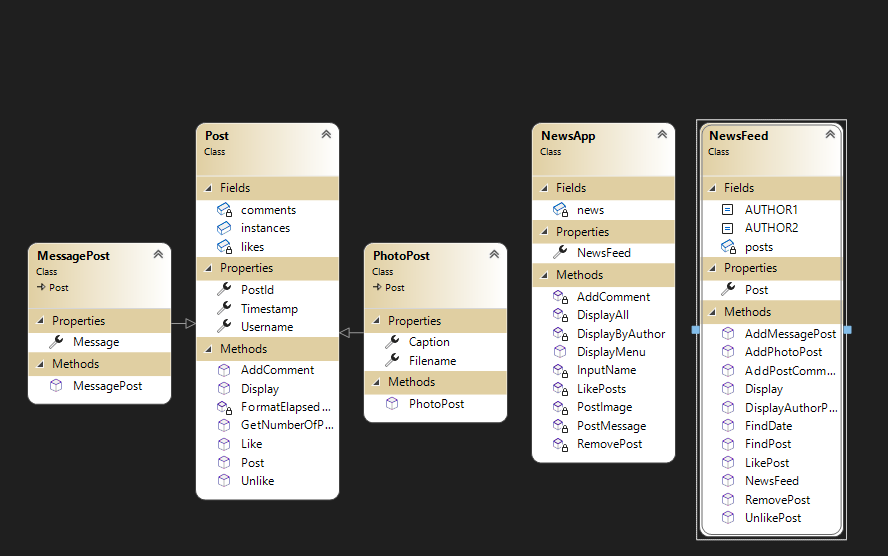 MessagePost
Class
Post
Properties
Message
Methods
MessagePost
Post
Class
Fields
comments
instances
likes
Properties
PostId
Timestamp
Username
Methods
AddComment
Display
FormatElapsed...
GetNumberOfP...
Like
Post
Unlike
PhotoPost
Class
Post
Properties
Caption
Filename
Methods
PhotoPost
NewsApp
Class
Fields
news
Properties
NewsFeed
Methods
AddComment
DisplayAll
DisplayByAuthor
DisplayMenu
InputName
LikePosts
PostImage
PostMessage
RemovePost
NewsFeed
Class
Fields
AUTHOR1
AUTHOR2
posts
Properties
Post
Methods
AddMessagePost
AddPhotoPost
AddPostComm...
Display
DisplayAuthorP...
FindDate
FindPost
LikePost
NewsFeed
RemovePost
UnlikePost